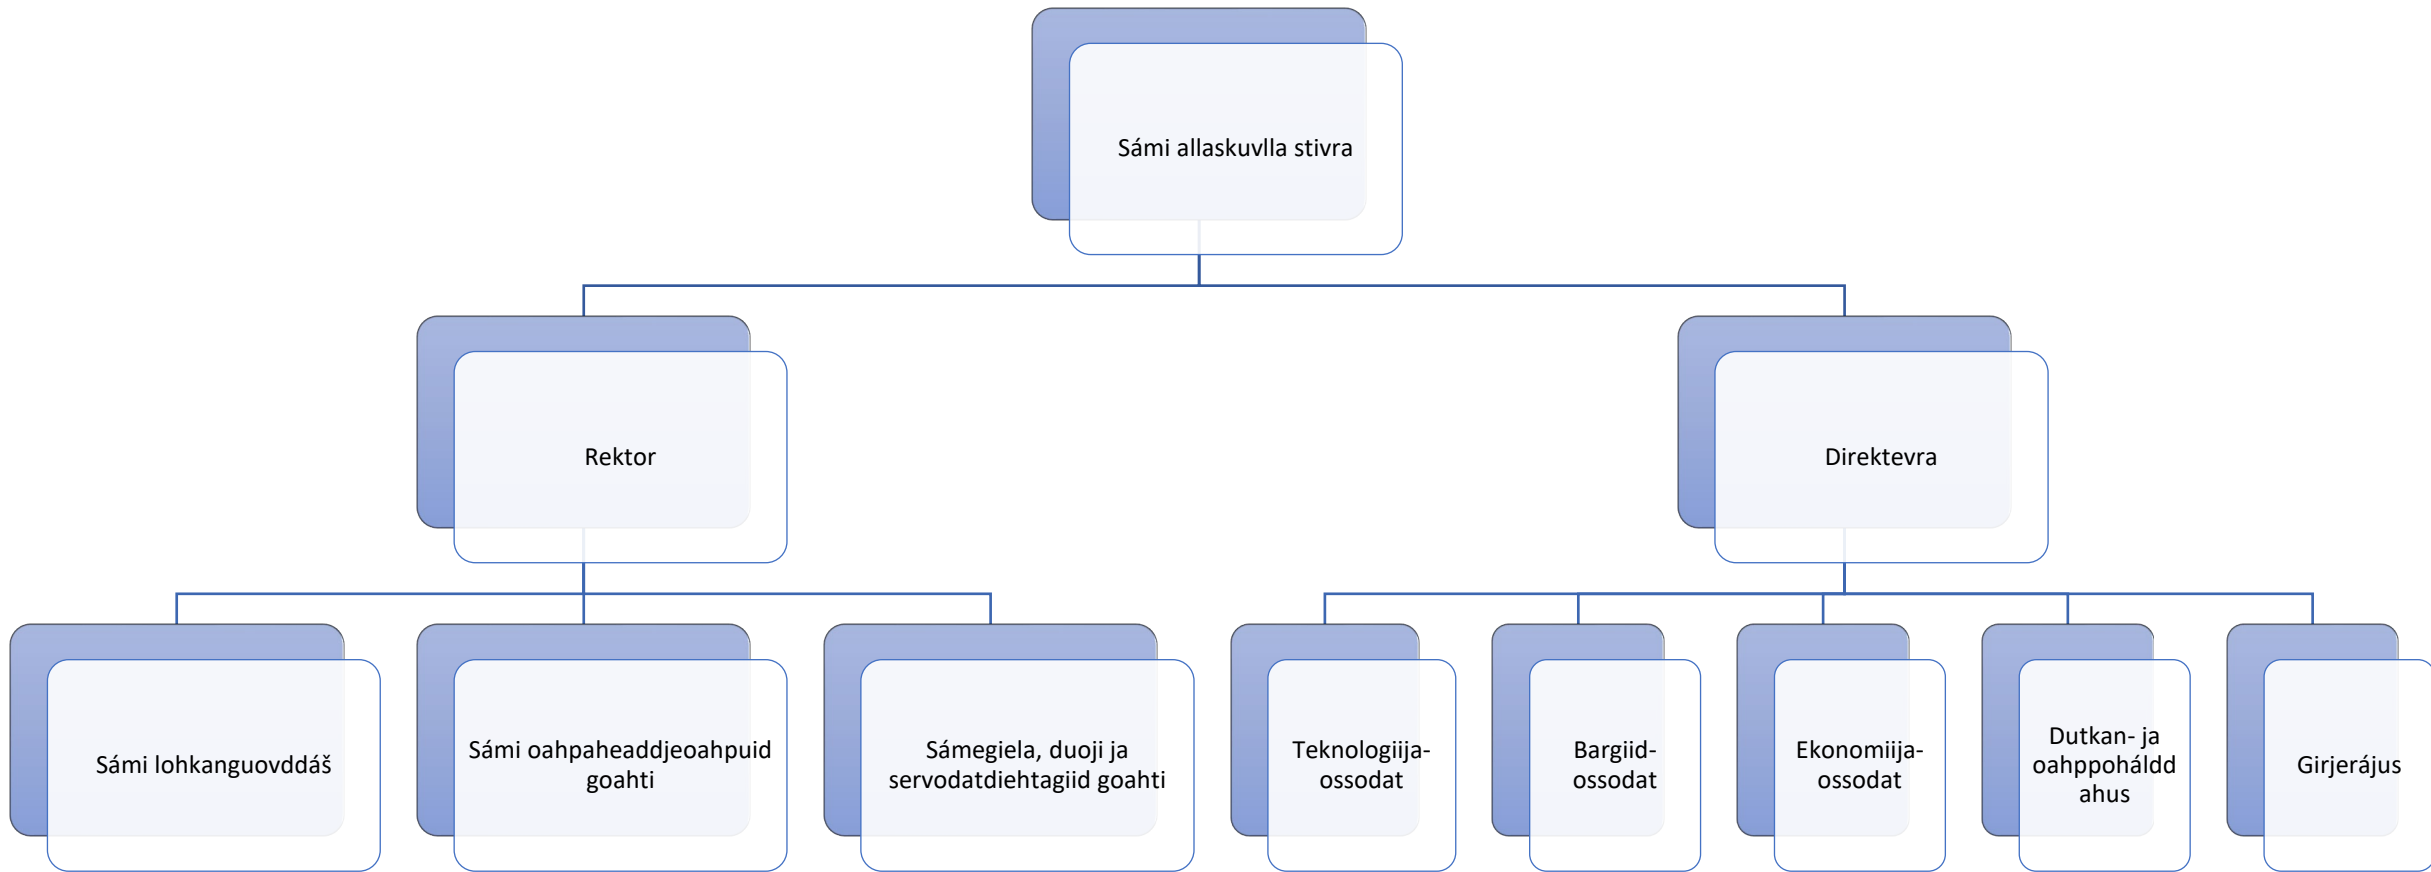 Sámi allaskuvlla stivra
Rektor
Direktevra
Sámi lohkanguovddáš
Sámi oahpaheaddjeoahpuid
goahti
Sámegiela, duoji ja
servodatdiehtagiid goahti
Teknologiija-
ossodat
Bargiid-
ossodat
Ekonomiija-
ossodat
Dutkan- ja
oahppoháldd
ahus
Girjerájus